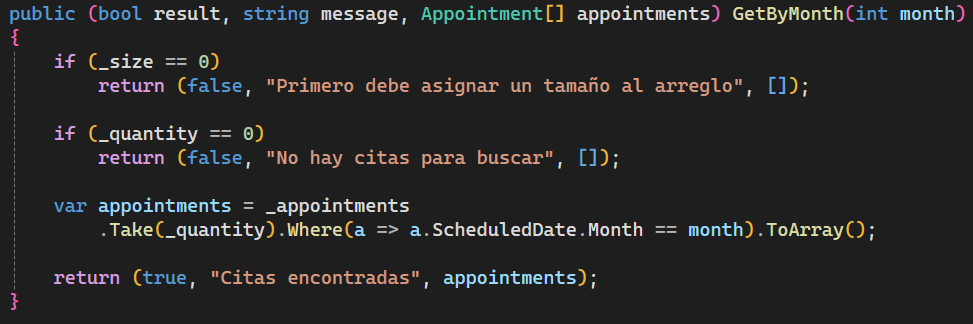 public (bool result, string message, Appointment[] appointments) GetByMonth(int month)
{
    if (_size == 0)
        return (false, "Primero debe asignar un tamaño al arreglo", []);

    if (_quantity == 0)
        return (false, "No hay citas para buscar", []);

    var appointments = _appointments
        .Take(_quantity).Where(a => a.ScheduledDate.Month == month).ToArray();

    return (true, "Citas encontradas", appointments);
}